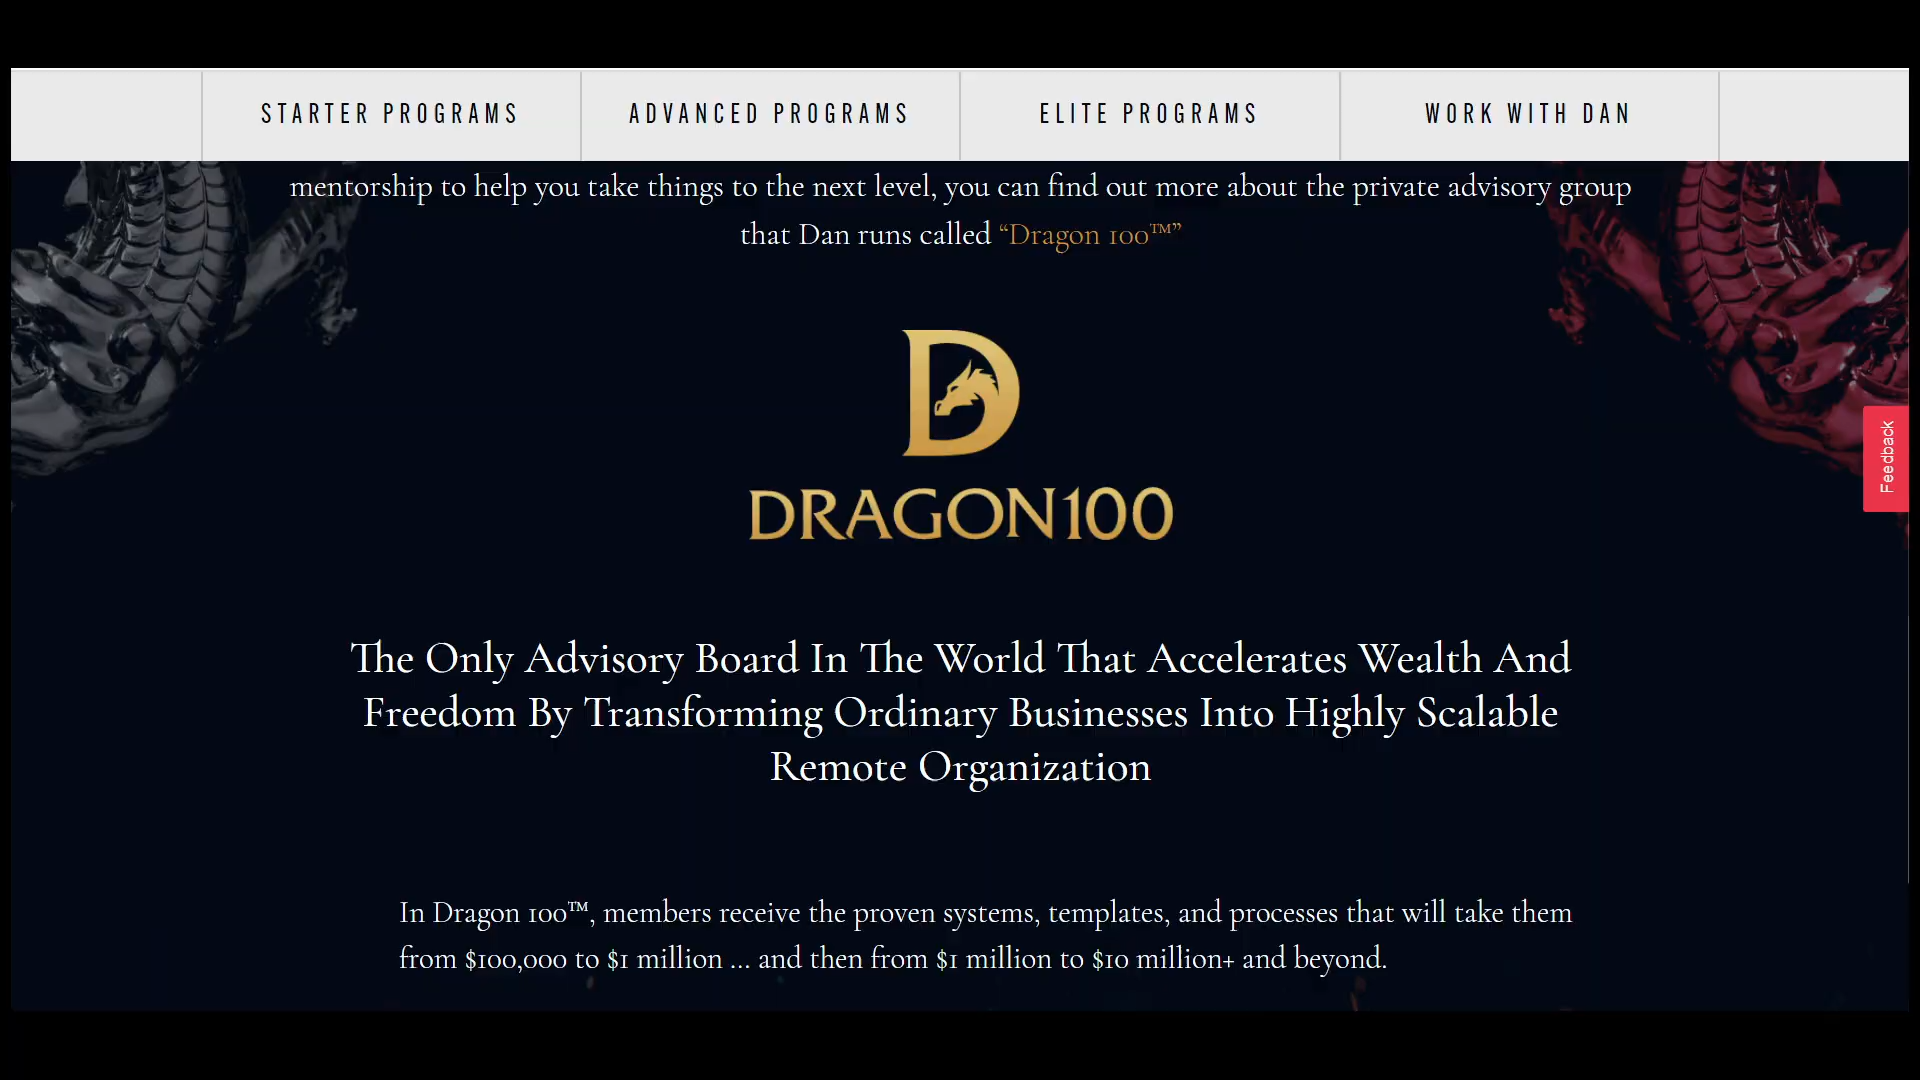 STARTER PROGRAMS
ADVANCED PROGRAMS
ELITE PROGRAMS
WORK WITH DAN
mentorship to help you take things to the next level, you can find out more about the private advisory group
that Dan runs called “Dragon 100™”
D
DRAGON100
Feedback
The Only Advisory Board In The World That Accelerates Wealth And
Freedom By Transforming Ordinary Businesses Into Highly Scalable
Remote Organization
In Dragon 100™, members receive the proven systems, templates, and processes that will take them
from $100,000 to $1 million ... and then from $1 million to $10 million+ and beyond.